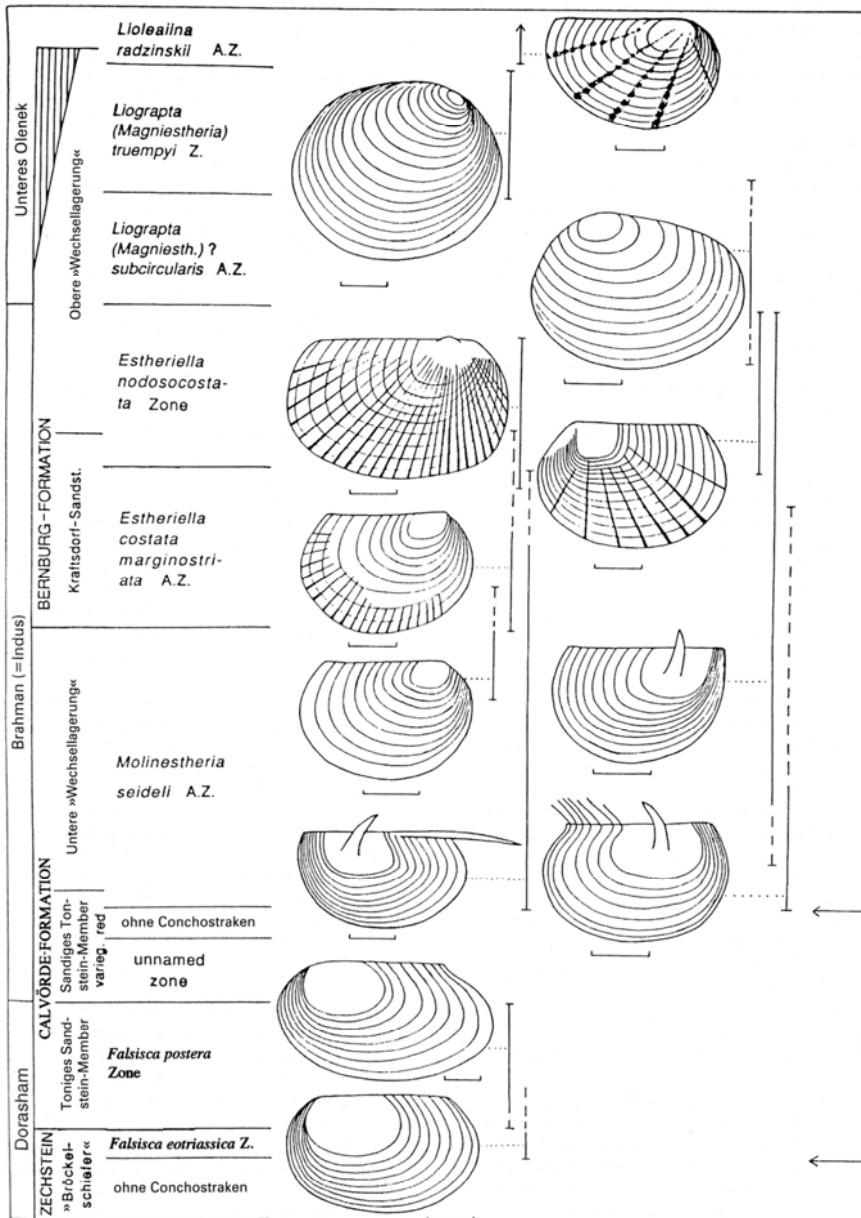 Unteres Olenek
Brahman (=Indus)
Dorasham
BERNBURG-FORMATION
CALVÖRDE-FORMATION
ZECHSTEIN
Obere »Wechsellagerung«
Kraftsdorf-Sandst.
Untere »Wechsellagerung«
Sandiges Ton-
stein-Member
varieg. red
Toniges Sand-
stein-Member
»Bröckel-
schiefer«
Lioleaiina
radzinskii A.Z.
Liograpta
(Magniestheria)
truempyi Z.
Liograpta
(Magniesth.) ?
subcircularis A.Z.
Estheriella
nodosocosta-
ta Zone
Estheriella
costata
marginostri-
ata A.Z.
Molinestheria
seideli A.Z.
ohne Conchostraken
unnamed
zone
Falsisca postera
Zone
Falsisca eotriassica Z.
ohne Conchostraken